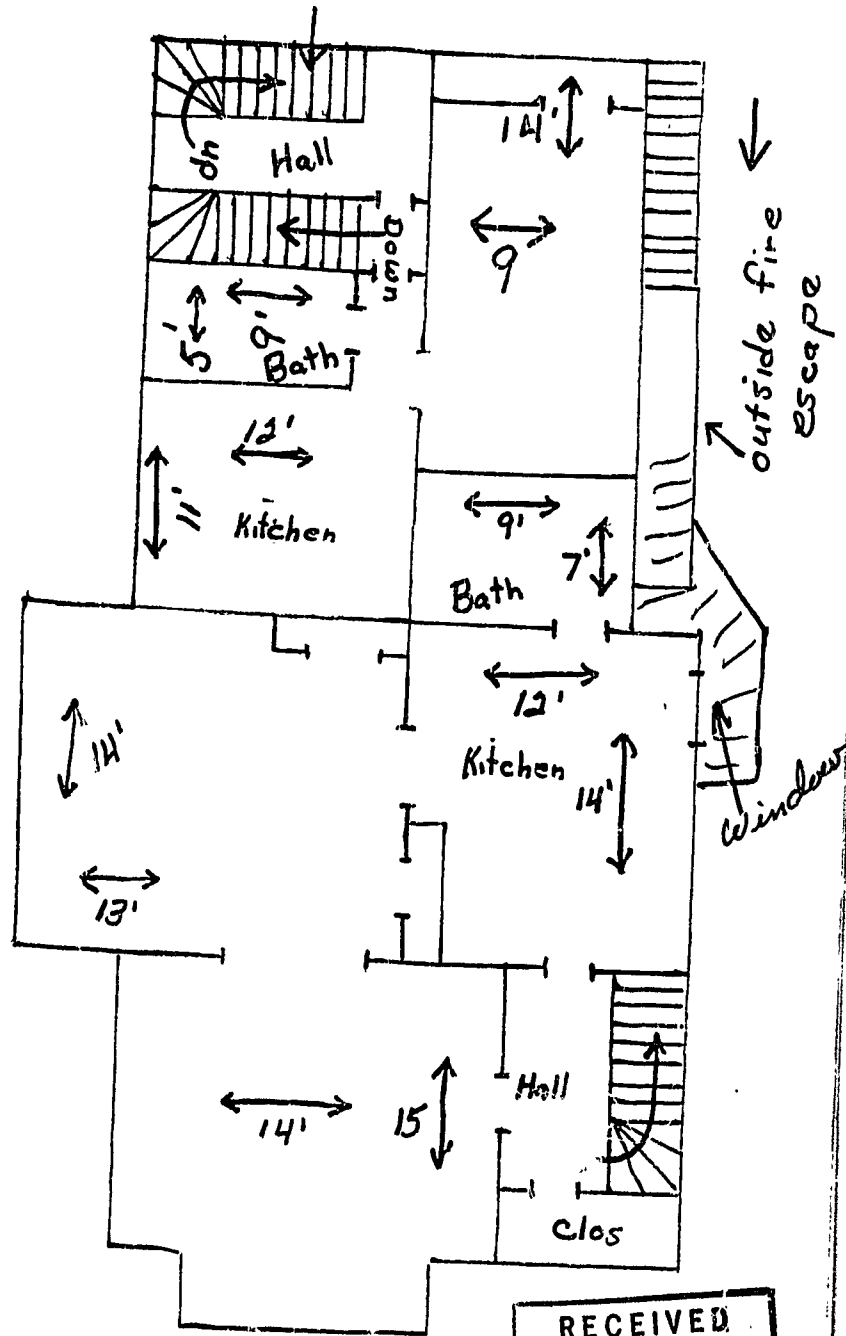 14'
dn
Hall
9
Down
5'
9'
Bath
outside fire
escape
12'
11'
Kitchen
9'
7'
Bath
12'
14'
Kitchen
14'
Window
13'
14'
15
Hall
Clos
RECEIVED